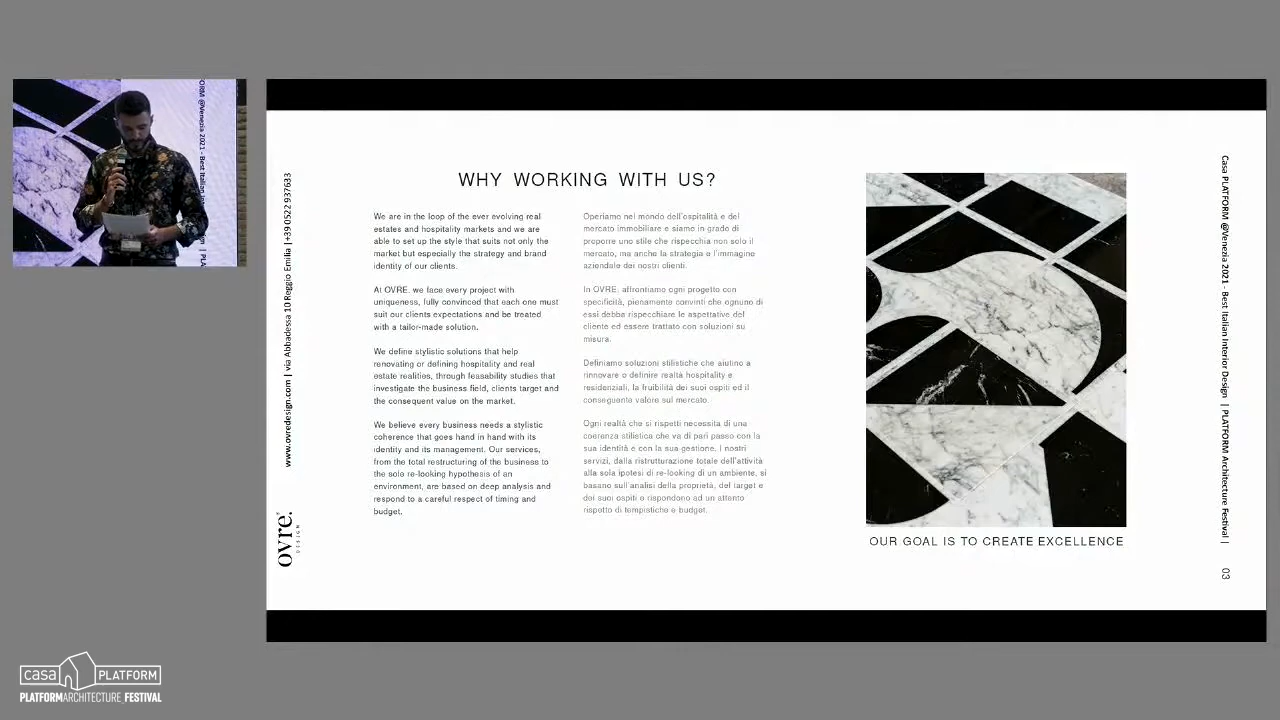 ORM @Venezia 2021 - Best Italian
www.ovredesign.com | via Abbadessa 10 Reggio Emilia | +39 0522 937633
ovre.
DESIGN
WHY WORKING WITH US?
We are in the loop of the ever evolving real
estates and hospitality markets and we are
able to set up the style that suits not only the
market but especially the strategy and brand
identity of our clients.
At OVRE, we face every project with
uniqueness, fully convinced that each one must
suit our clients expectations and be treated
with a tailor-made solution.
We define stylistic solutions that help
renovating or defining hospitality and real
estate realities, through feasability studies that
investigate the business field, clients target and
the consequent value on the market.
We believe every business needs a stylistic
coherence that goes hand in hand with its
identity and its management. Our services,
from the total restructuring of the business to
the sole re-looking hypothesis of an
environment, are based on deep analysis and
respond to a careful respect of timing and
budget.
Operiamo nel mondo dell'ospitalità e del
mercato immobiliare e siamo in grado di
proporre uno stile che rispecchia non solo il
mercato, ma anche la strategia e l'immagine
aziendale dei nostri clienti.
In OVRE, affrontiamo ogni progetto con
specificità, pienamente convinti che ognuno di
essi debba rispecchiare le aspettative del
cliente ed essere trattato con soluzioni su
misura.
Definiamo soluzioni stilistiche che aiutino a
rinnovare o definire realtà hospitality e
residenziali, la fruibilità dei suoi ospiti ed il
conseguente valore sul mercato.
Ogni realtà che si rispetti necessita di una
coerenza stilistica che va di pari passo con la
sua identità e con la sua gestione. I nostri
servizi, dalla ristrutturazione totale dell'attività
alla sola ipotesi di re-looking di un ambiente, si
basano sull'analisi della proprietà, del target e
dei suoi ospiti e rispondono ad un attento
rispetto di tempistiche e budget.
OUR GOAL IS TO CREATE EXCELLENCE
Casa PLATFORM @Venezia 2021 - Best Italian Interior Design | PLATFORM Architecture Festival |
03
casa PLATFORM
PLATFORMARCHITECTURE_FESTIVAL